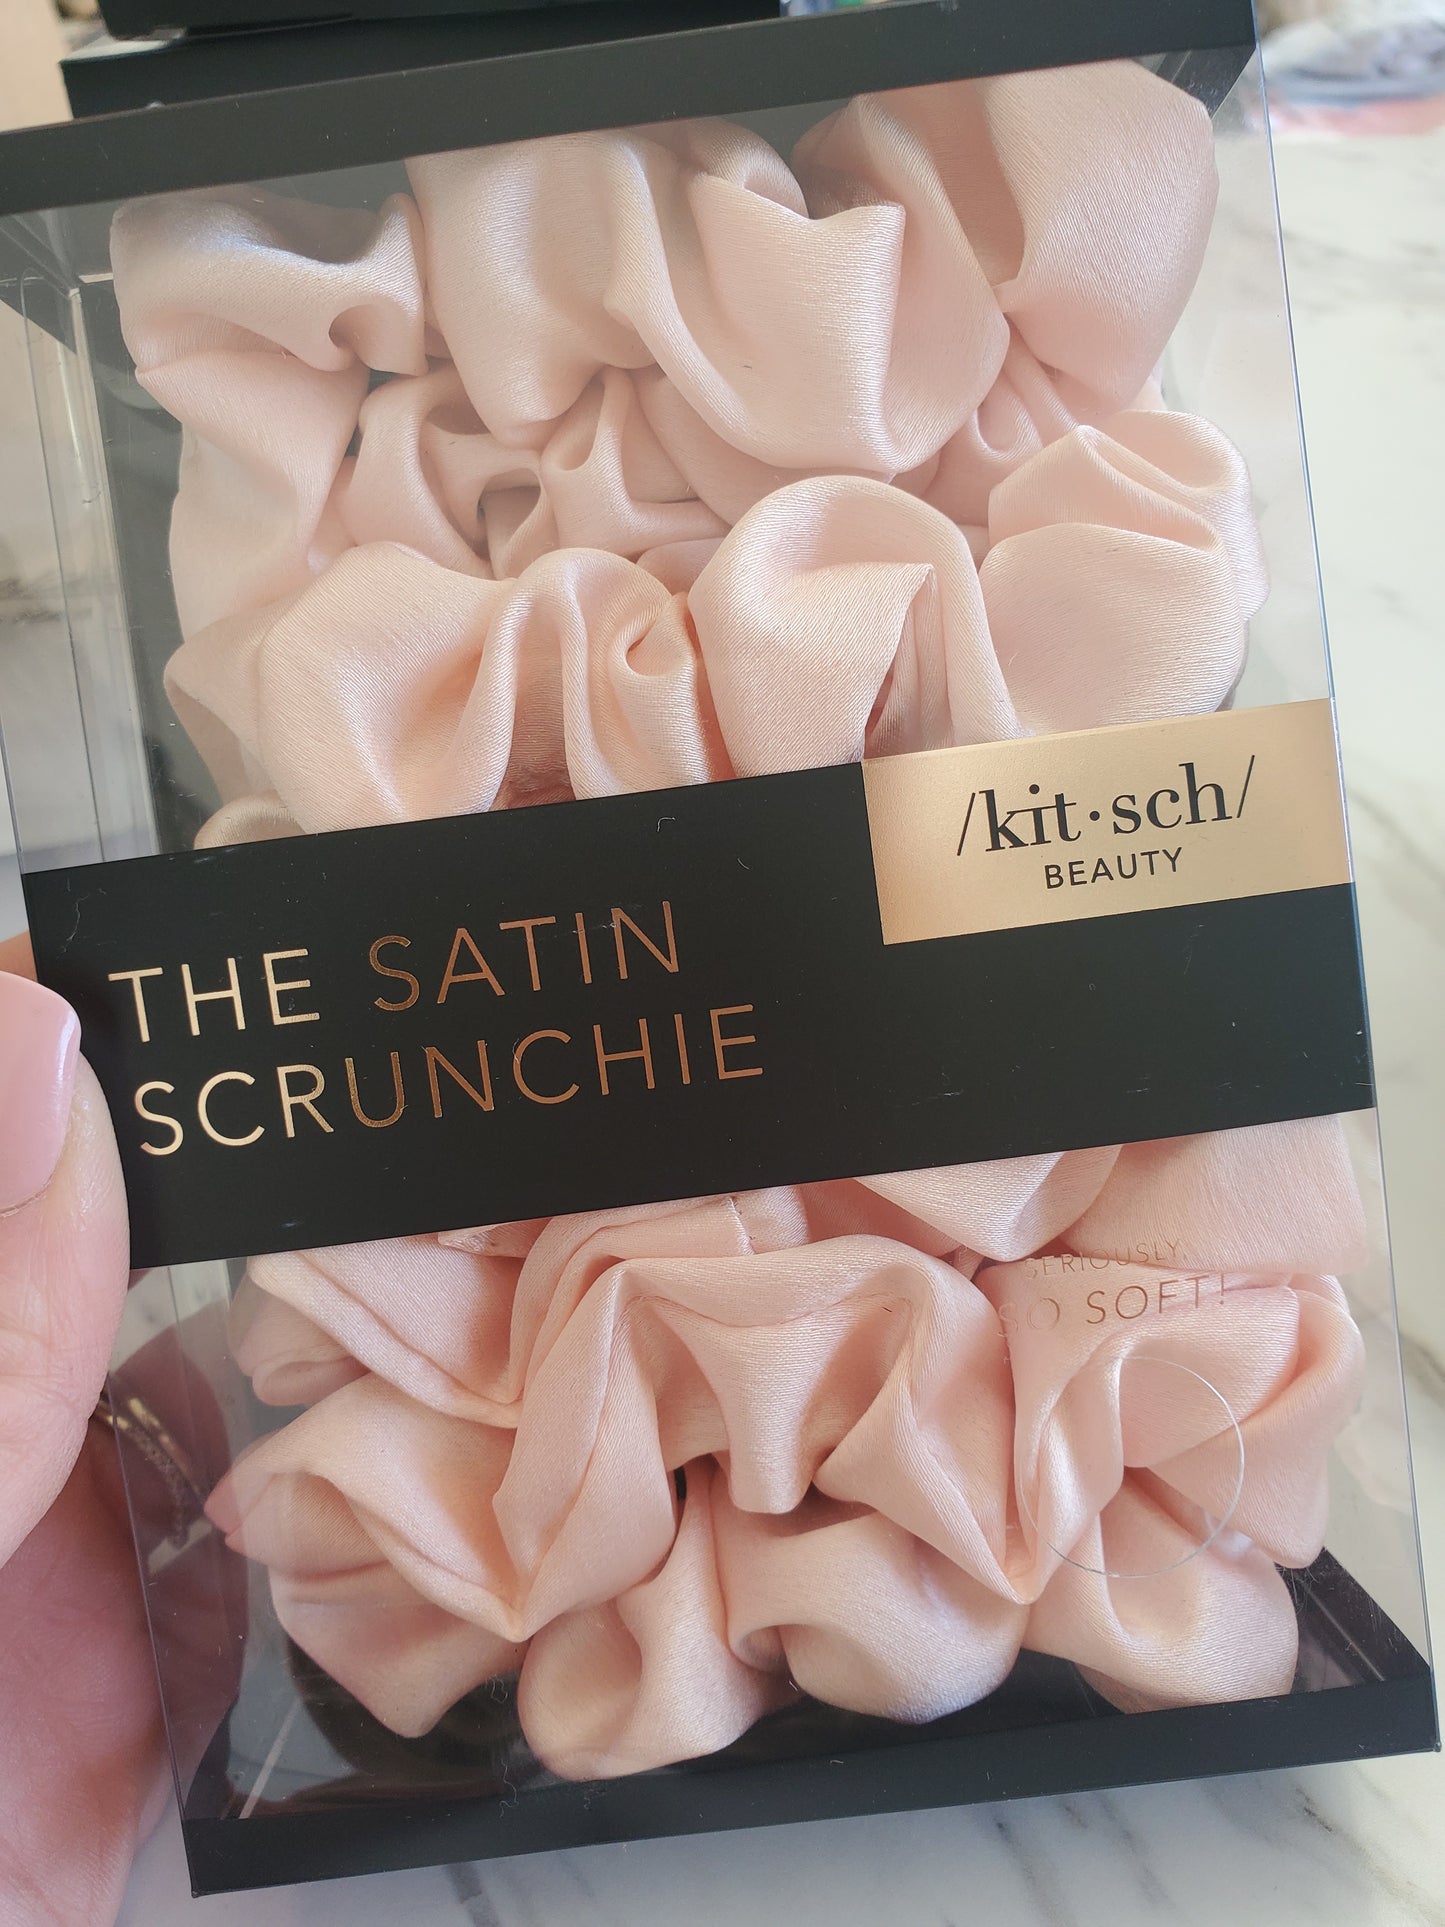 /kit·sch/
BEAUTY
THE SATIN
SCRUNCHIE
SERIOUSLY,
SO SOFT!